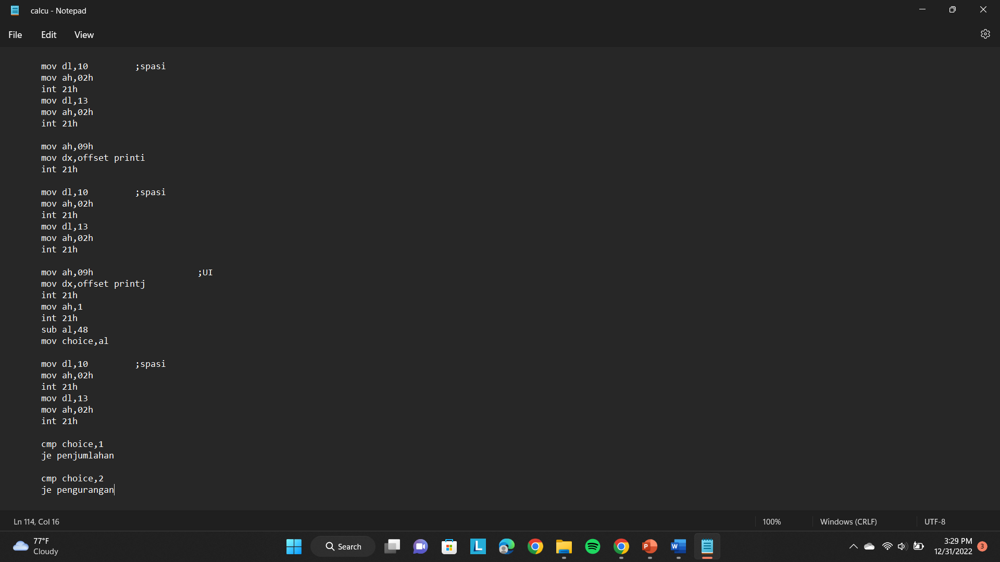 calcu - Notepad
File Edit View
mov dl,10 ;spasi
mov ah,02h
int 21h
mov dl,13
mov ah,02h
int 21h
mov ah,09h
mov dx,offset printi
int 21h
mov dl,10 ;spasi
mov ah,02h
int 21h
mov dl,13
mov ah,02h
int 21h
mov ah,09h ;UI
mov dx,offset printj
int 21h
mov ah,1
int 21h
sub al,48
mov choice,al
mov dl,10 ;spasi
mov ah,02h
int 21h
mov dl,13
mov ah,02h
int 21h
cmp choice,1
je penjumlahan
cmp choice,2
je pengurangan
Ln 114, Col 16 100% Windows (CRLF) UTF-8
77°F
Cloudy
Search
L
P
W
3:29 PM
12/31/2022
3